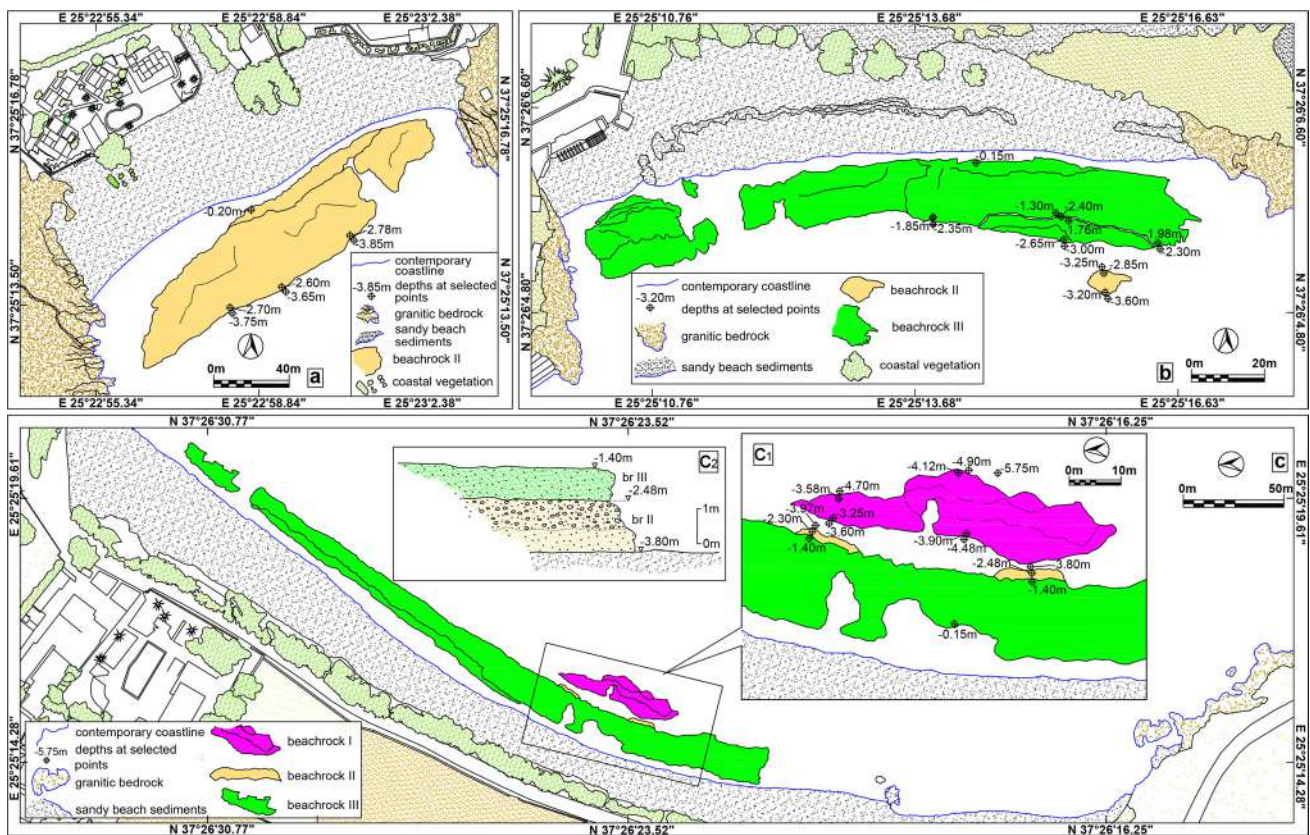 E 25°22'55.34" E 25°22'58.84" E 25°23'2.38"
N 37°25'16.78"
N 37°25'16.78"
-0.20m
-2.78m
-3.85m
-2.60m
-3.65m
-2.70m
-3.75m
N 37°25'13.50"
N 37°25'13.50"
contemporary coastline
-3.85m depths at selected
points
granitic bedrock
sandy beach
sediments
beachrock II
coastal vegetation
0m 40m
a
E 25°22'55.34" E 25°22'58.84" E 25°23'2.38"
E 25°25'10.76" E 25°25'13.68" E 25°25'16.63"
N 37°26'6.60"
N 37°26'6.60"
-0.15m
-1.30m
-2.40m
-1.85m
-2.35m
-1.76m
-2.65m
-3.00m
-1.98m
-2.30m
-3.25m
-2.85m
-3.20m
-3.60m
N 37°26'4.80"
N 37°26'4.80"
contemporary coastline
-3.20m
depths at selected points
granitic bedrock
sandy beach sediments
beachrock II
beachrock III
coastal vegetation
0m 20m
b
E 25°25'10.76" E 25°25'13.68" E 25°25'16.63"
N 37°26'30.77" N 37°26'23.52" N 37°26'16.25"
E 25°25'19.61"
E 25°25'19.61"
C2
-1.40m
br III
-2.48m
br II
-3.80m
1m
0m
C1
0m 10m
-4.12m
-4.90m
-5.75m
-3.58m
-4.70m
-3.97m
-3.25m
-2.30m
-3.60m
-1.40m
-3.90m
-4.48m
-2.48m
3.80m
-1.40m
-0.15m
c
0m 50m
E 25°25'14.28"
E 25°25'14.28"
contemporary coastline
-5.75m depths at selected
points
granitic bedrock
sandy beach sediments
beachrock I
beachrock II
beachrock III
N 37°26'30.77" N 37°26'23.52" N 37°26'16.25"